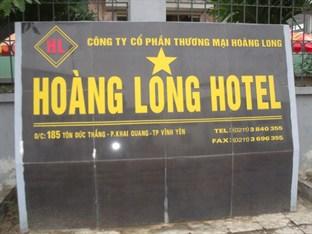 HL
CÔNG TY CỔ PHẦN THƯƠNG MẠI HOÀNG LONG
HOÀNG LONG HOTEL
Đ/C: 185 TÔN ĐỨC THẮNG - P.KHAI QUANG - TP VĨNH YÊN
TEL: (0211) 3 840 355
FAX: (0211) 3 696 355